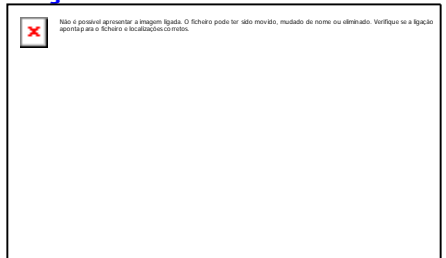 Não é possível apresentar a imagem ligada. O ficheiro pode ter sido movido, mudado de nome ou eliminado. Verifique se a ligação
aponta para o ficheiro e localizações corretos.